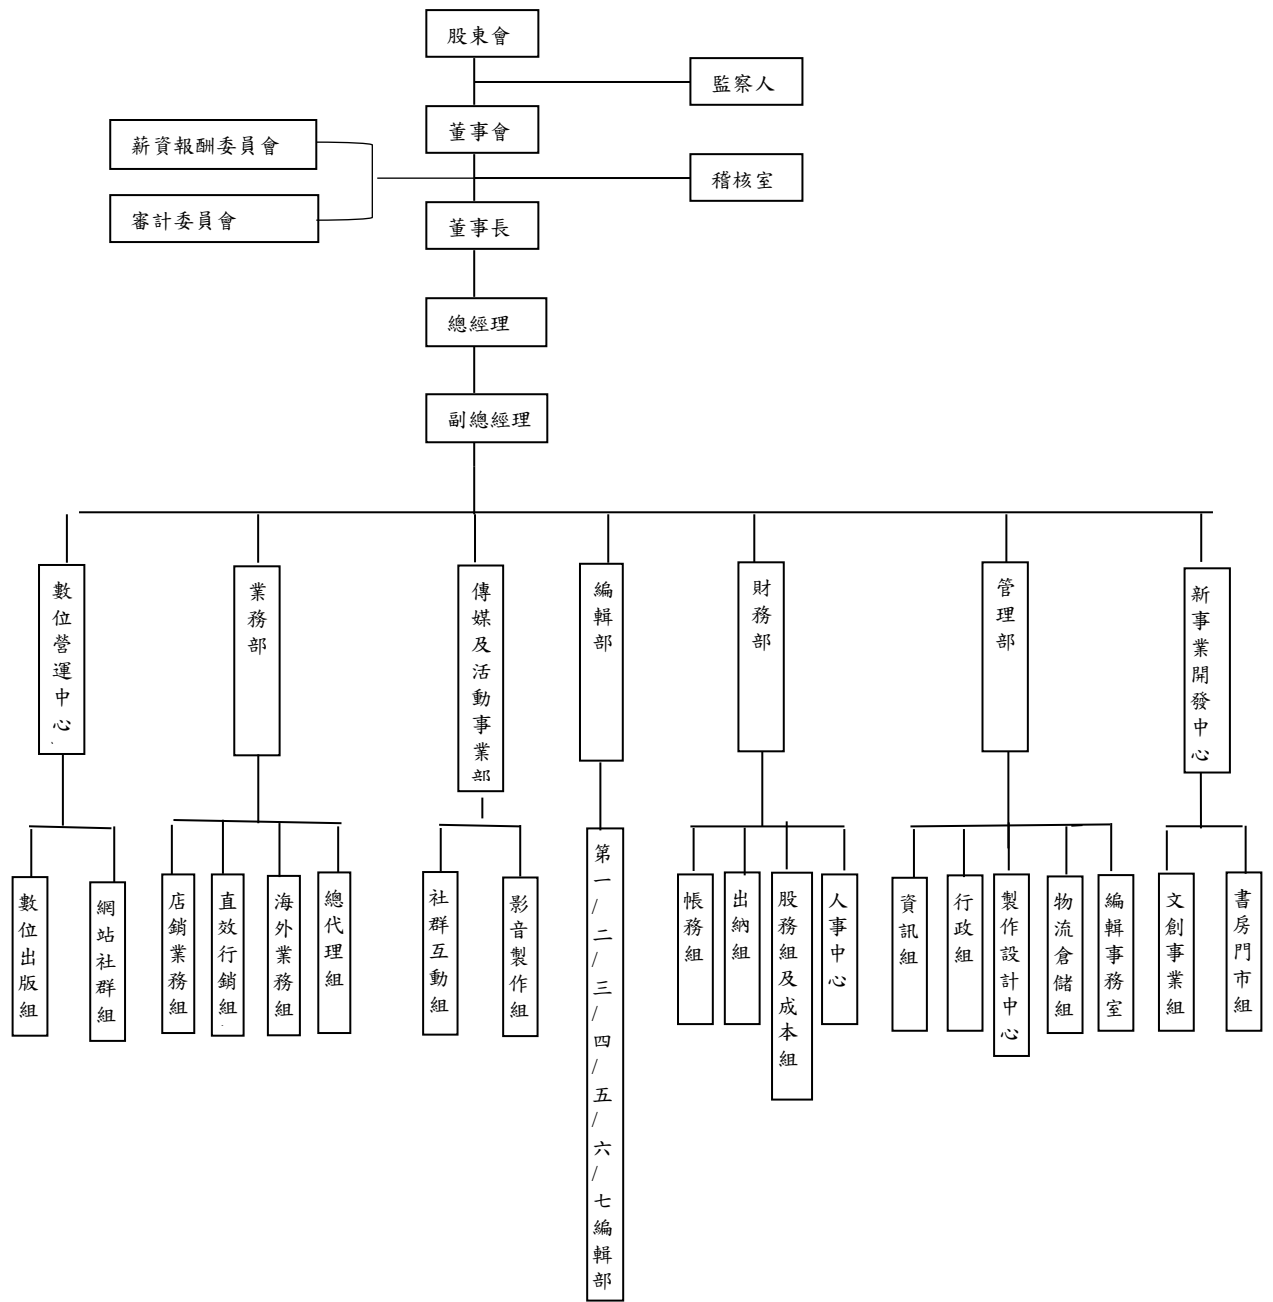 股東會
監察人
董事會
薪資報酬委員會
稽核室
審計委員會
董事長
總經理
副總經理
數位營運中心
業務部
傳媒及活動事業部
編輯部
財務部
管理部
新事業開發中心
數位出版組
網站社群組
店銷業務組
直效行銷組
海外業務組
總代理組
社群互動組
影音製作組
第一/二/三/四/五/六/七編輯部
帳務組
出納組
股務組及成本組
人事中心
資訊組
行政組
製作設計中心
物流倉儲組
編輯事務室
文創事業組
書房門市組